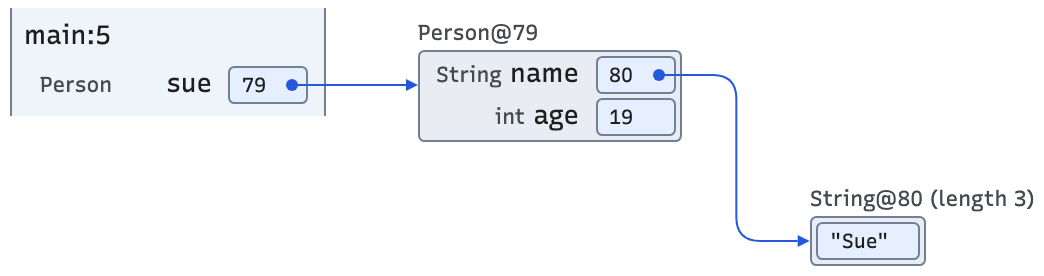 main:5
Person sue 79
Person@79
String name 80
int age 19
String@80 (length 3)
"Sue"